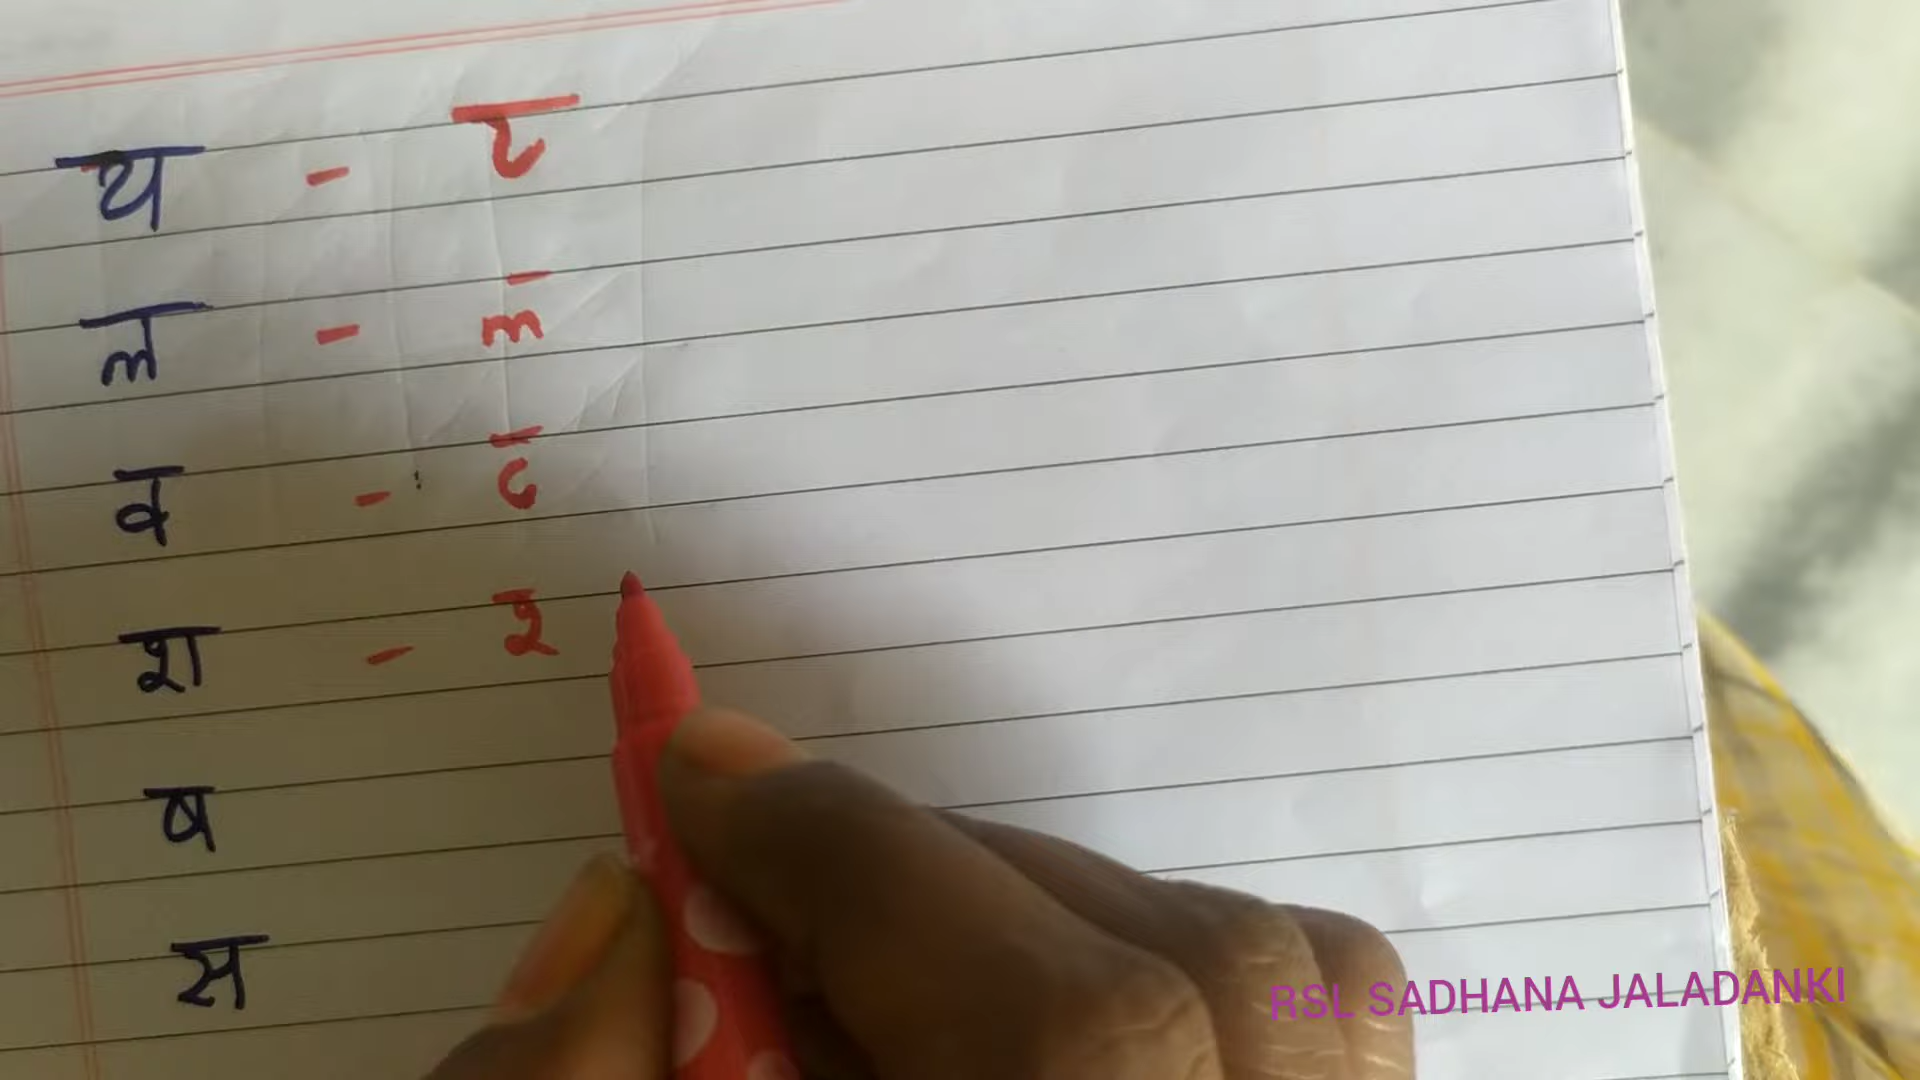 य - य्
ल - ल्
व - व्
श - श्
ष
स
RSL SADHANA JALADANKI